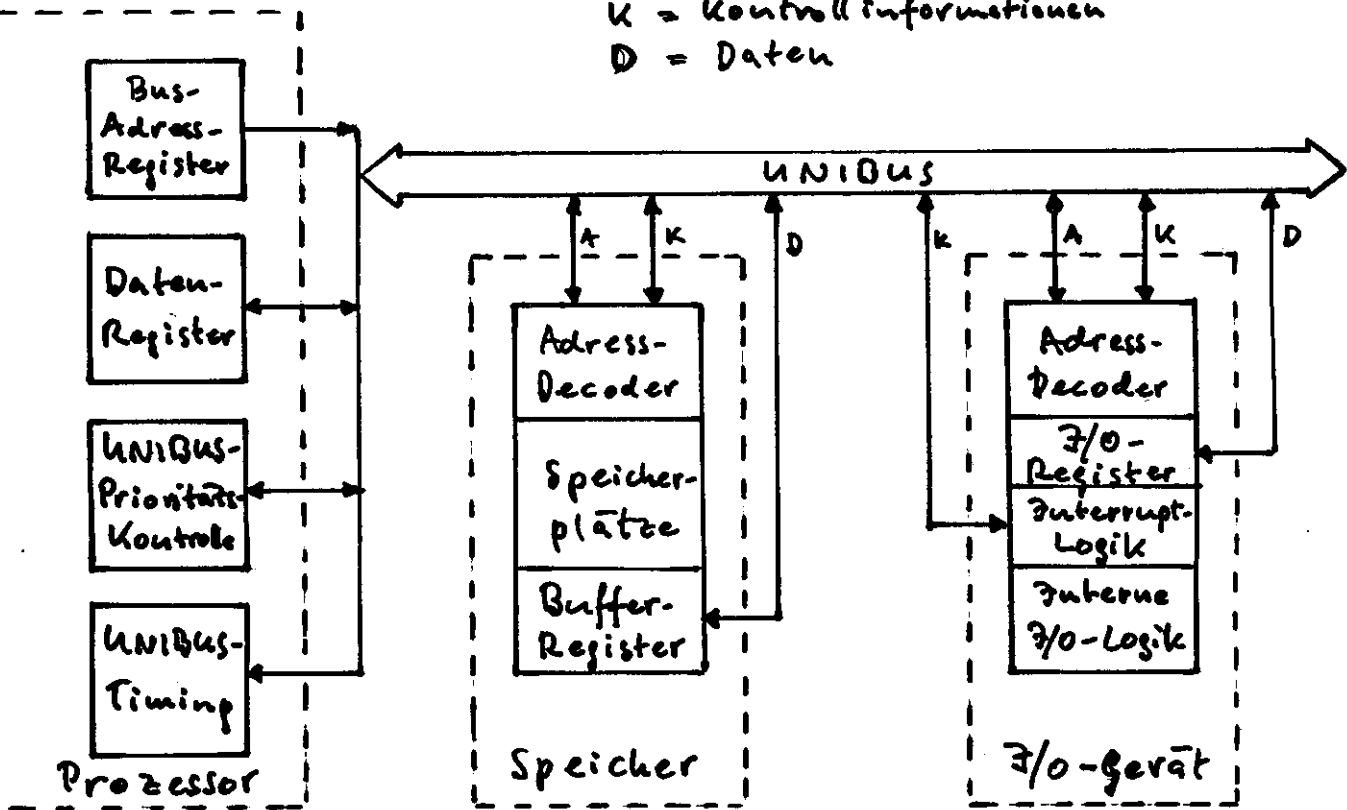 K = Kontrollinformationen
D = Daten
Bus-
Adress-
Register
UNIBUS
A
K
D
K
A
K
D
Daten-
Register
Adress-
Decoder
Adress-
Decoder
UNIBUS-
Prioritäts-
Kontrolle
Speicher-
plätze
I/O-
Register
Interrupt-
Logik
Buffer-
Register
Interne
I/O-Logik
UNIBUS-
Timing
Prozessor
Speicher
I/O-Gerät